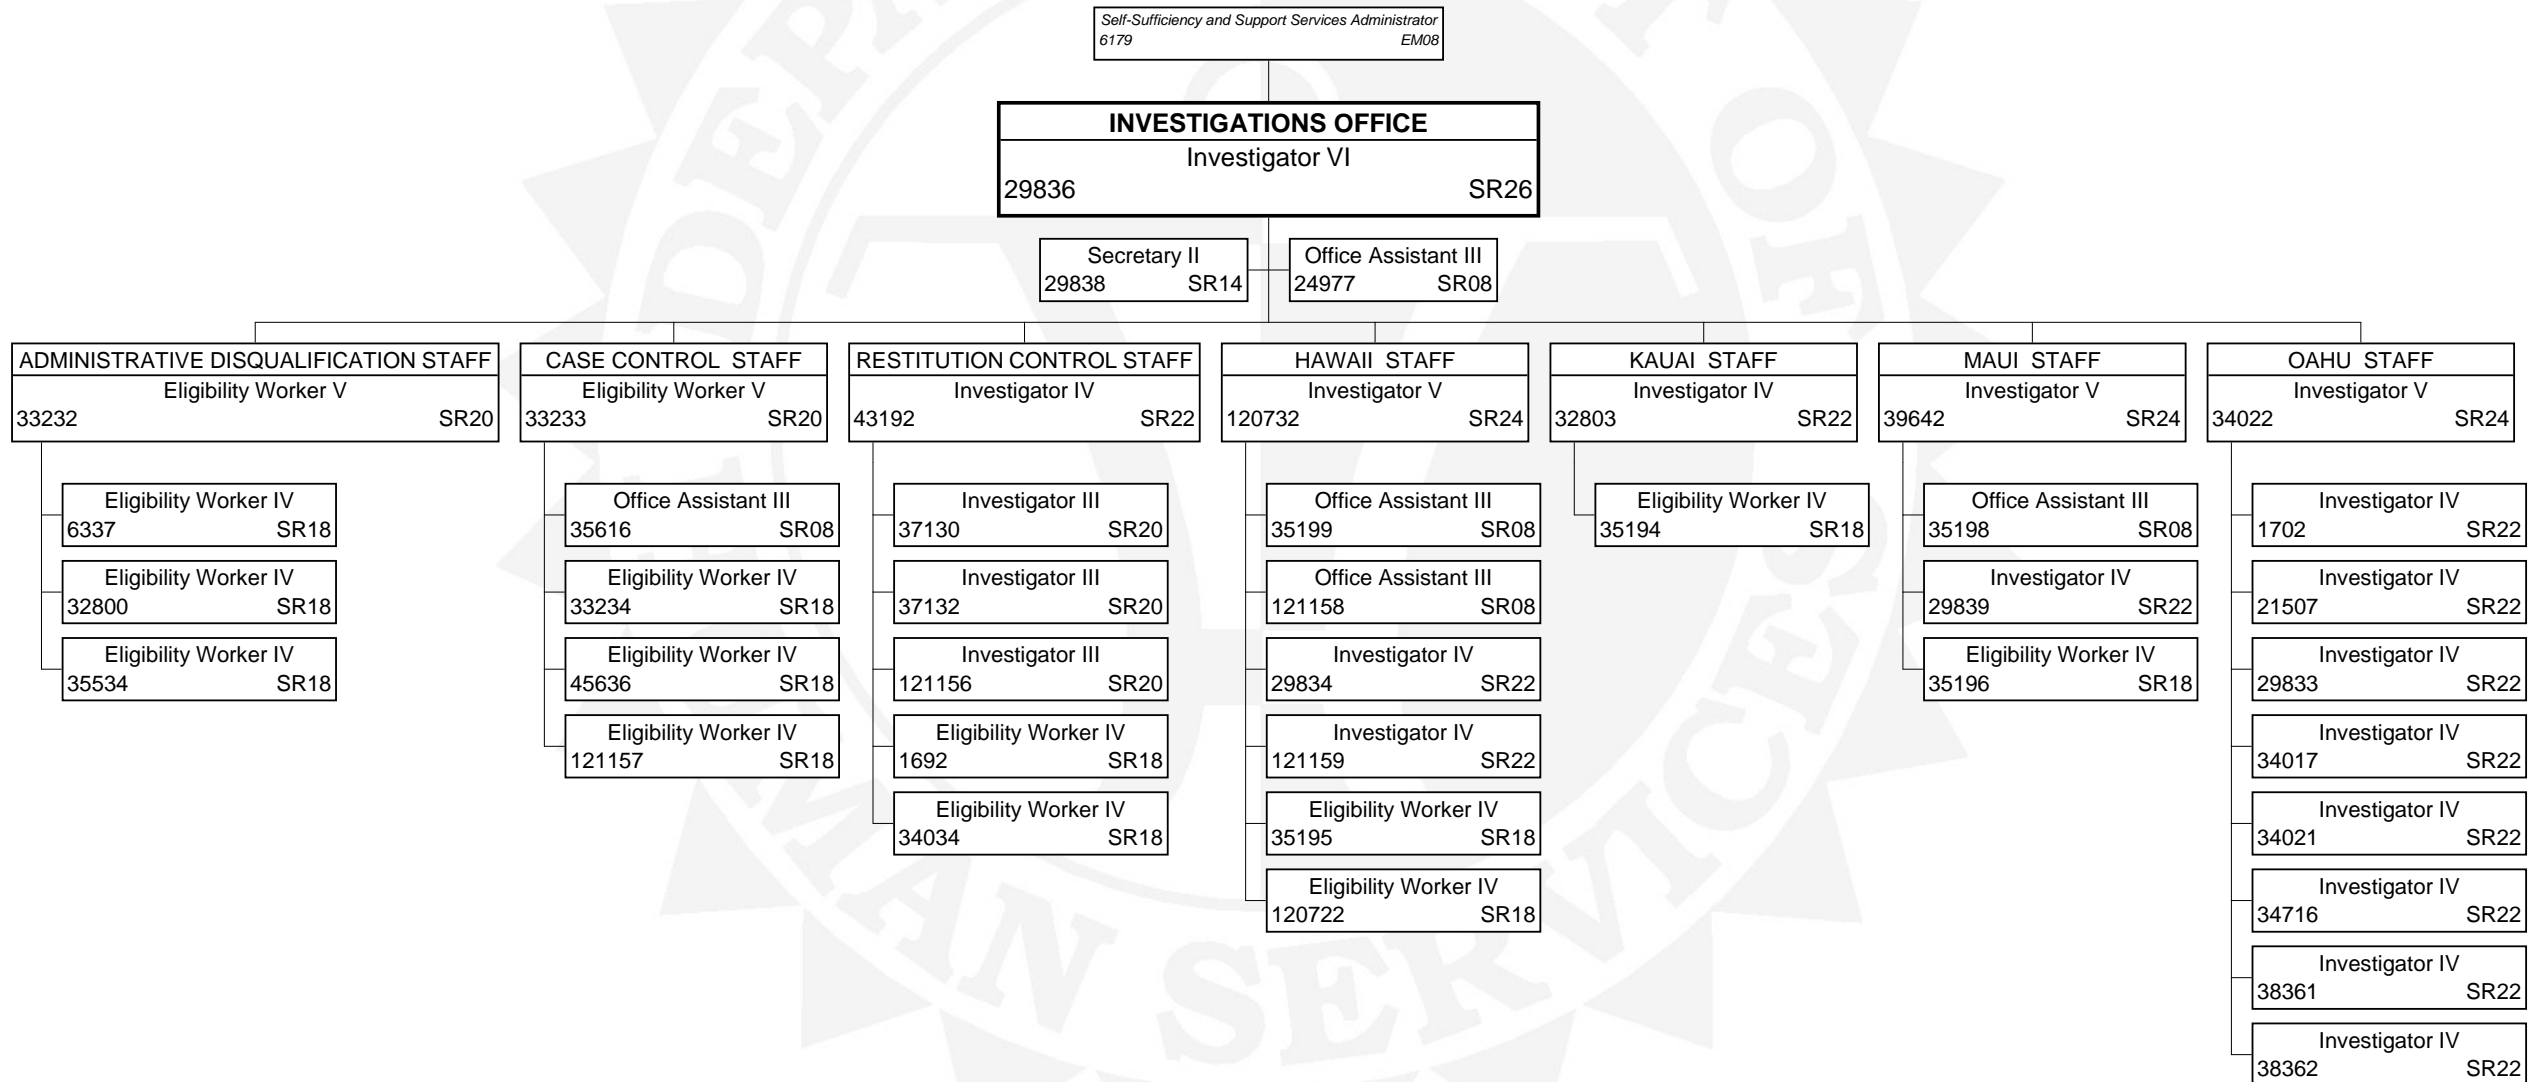 Self-Sufficiency and Support Services Administrator
6179 EM08
INVESTIGATIONS OFFICE
Investigator VI
29836 SR26
Secretary II
29838 SR14
Office Assistant III
24977 SR08
ADMINISTRATIVE DISQUALIFICATION STAFF
Eligibility Worker V
33232 SR20
Eligibility Worker IV
6337 SR18
Eligibility Worker IV
32800 SR18
Eligibility Worker IV
35534 SR18
CASE CONTROL STAFF
Eligibility Worker V
33233 SR20
Office Assistant III
35616 SR08
Eligibility Worker IV
33234 SR18
Eligibility Worker IV
45636 SR18
Eligibility Worker IV
121157 SR18
RESTITUTION CONTROL STAFF
Investigator IV
43192 SR22
Investigator III
37130 SR20
Investigator III
37132 SR20
Investigator III
121156 SR20
Eligibility Worker IV
1692 SR18
Eligibility Worker IV
34034 SR18
HAWAII STAFF
Investigator V
120732 SR24
Office Assistant III
35199 SR08
Office Assistant III
121158 SR08
Investigator IV
29834 SR22
Investigator IV
121159 SR22
Eligibility Worker IV
35195 SR18
Eligibility Worker IV
120722 SR18
KAUAI STAFF
Investigator IV
32803 SR22
Eligibility Worker IV
35194 SR18
MAUI STAFF
Investigator V
39642 SR24
Office Assistant III
35198 SR08
Investigator IV
29839 SR22
Eligibility Worker IV
35196 SR18
OAHU STAFF
Investigator V
34022 SR24
Investigator IV
1702 SR22
Investigator IV
21507 SR22
Investigator IV
29833 SR22
Investigator IV
34017 SR22
Investigator IV
34021 SR22
Investigator IV
34716 SR22
Investigator IV
38361 SR22
Investigator IV
38362 SR22